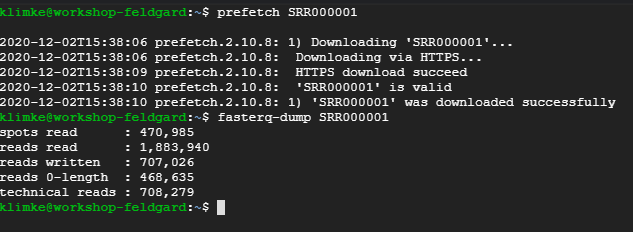 klimke@workshop-feldgard:~$ prefetch SRR000001
2020-12-02T15:38:06 prefetch.2.10.8: 1) Downloading 'SRR000001'...
2020-12-02T15:38:06 prefetch.2.10.8:  Downloading via HTTPS...
2020-12-02T15:38:09 prefetch.2.10.8:  HTTPS download succeed
2020-12-02T15:38:10 prefetch.2.10.8:  'SRR000001' is valid
2020-12-02T15:38:10 prefetch.2.10.8: 1) 'SRR000001' was downloaded successfully
klimke@workshop-feldgard:~$ fasterq-dump SRR000001
spots read      : 470,985
reads read      : 1,883,940
reads written   : 707,026
reads 0-length  : 468,635
technical reads : 708,279
klimke@workshop-feldgard:~$